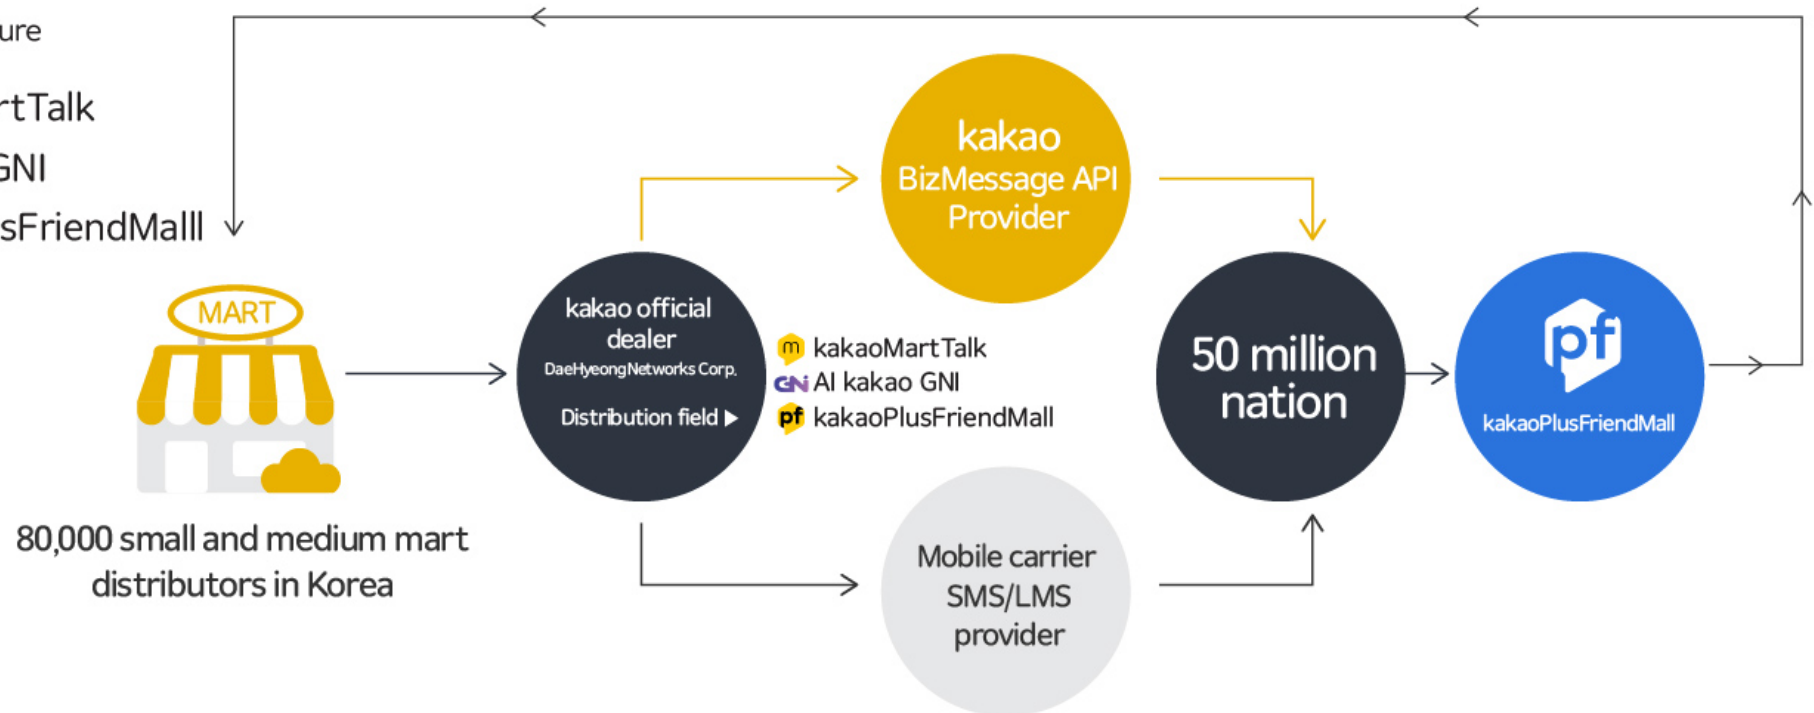 ure
rtTalk
GNI
sFriendMalll
MART
80,000 small and medium mart
distributors in Korea
kakao official
dealer
DaeHyeongNetworks Corp.
Distribution field ▶
m kakaoMartTalk
GNi AI kakao GNI
pf kakaoPlusFriendMall
kakao
BizMessage API
Provider
Mobile carrier
SMS/LMS
provider
50 million
nation
pf
kakaoPlusFriendMall